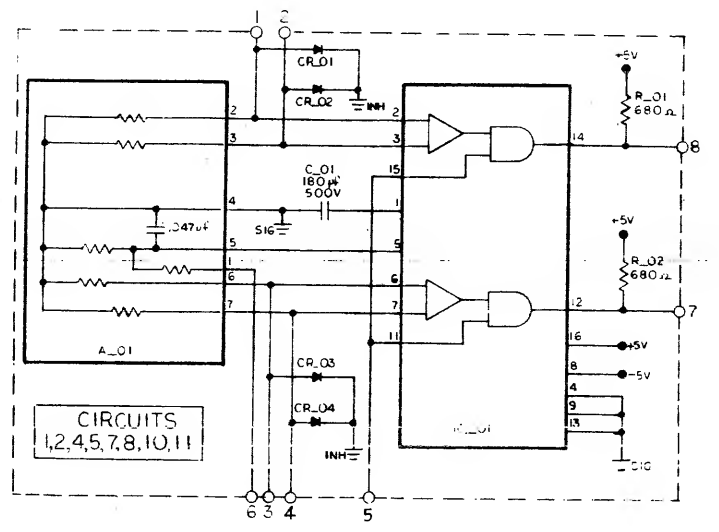 1 2
CR_01
CR_02
INH
+5V
R_01
680Ω
2 2
3 3
14
8
15
C_01
180 µf
500V
4
SIG
1
.047uf
5
+5V
R_02
680Ω
1
6 6
7 7
12
7
11
A_01
16 +5V
8 -5V
4
9
13
CR_03
CR_04
INH
CIRCUITS
1,2,4,5,7,8,10,11
6 3 4 5